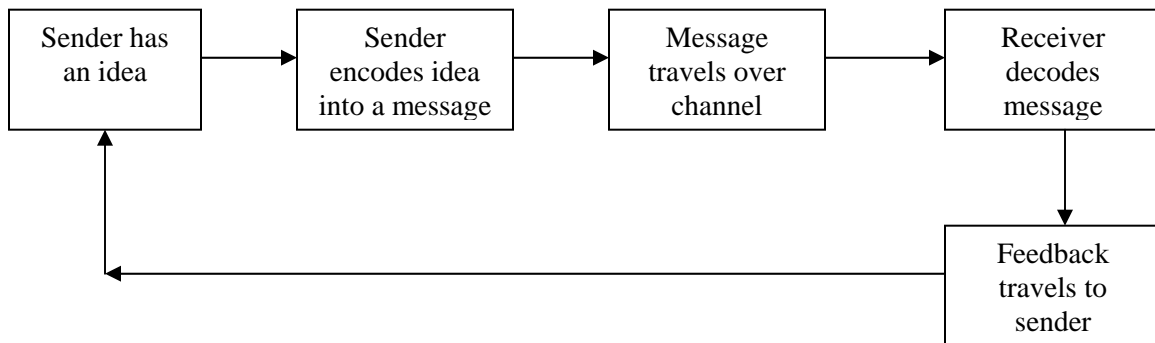 Sender has
an idea
Sender
encodes idea
into a message
Message
travels over
channel
Receiver
decodes
message
Feedback
travels to
sender